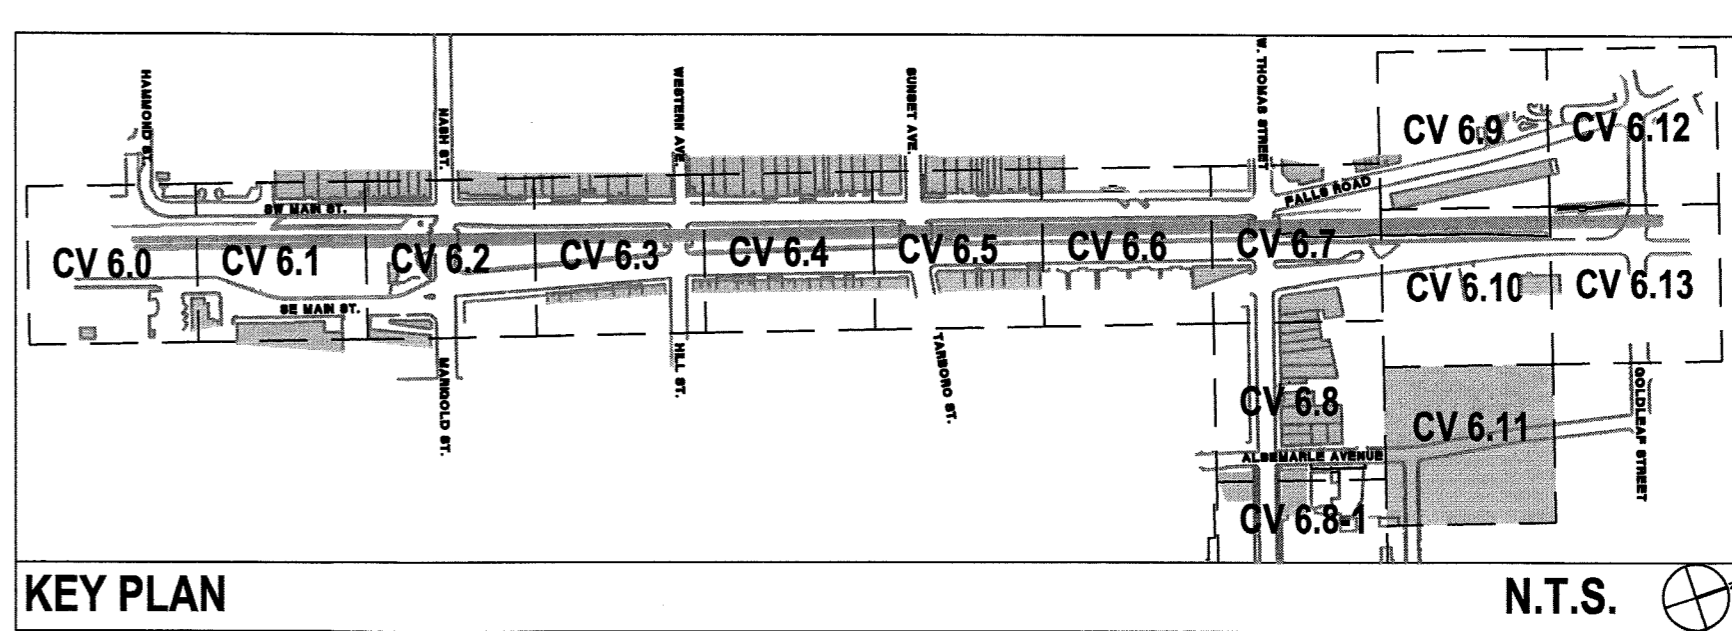 HAMMOND ST.
NASH ST.
WESTERN AVE.
SUNSET AVE.
W. THOMAS STREET
CV 6.9
CV 6.12
FALLS ROAD
SW MAIN ST.
CV 6.0
CV 6.1
CV 6.2
CV 6.3
CV 6.4
CV 6.5
CV 6.6
CV 6.7
CV 6.10
CV 6.13
SE MAIN ST.
MARIGOLD ST.
HILL ST.
TARBORO ST.
CV 6.8
CV 6.11
GOLDLEAF STREET
ALBEMARLE AVENUE
CV 6.8-1
KEY PLAN
N.T.S.